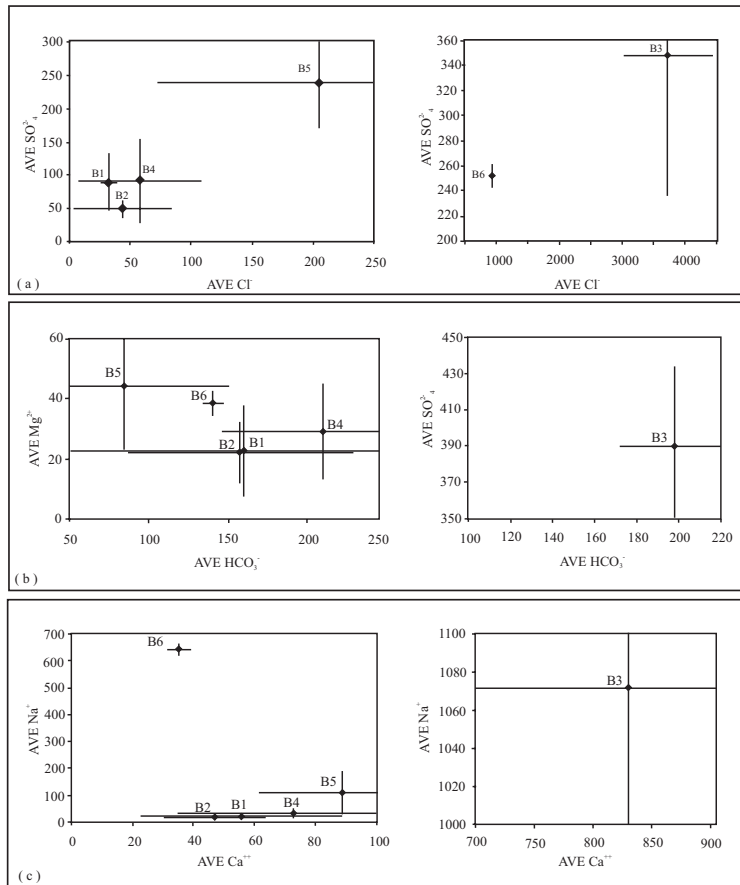 300
250
200
150
100
50
0
AVE SO²⁻₄
B5
B1
B4
B2
0 50 100 150 200 250
AVE Cl⁻
( a )
360
340
320
300
280
260
240
220
200
AVE SO²⁻₄
B3
B6
1000 2000 3000 4000
AVE Cl⁻
60
40
20
0
AVE Mg²⁺
B5
B6
B4
B2 B1
50 100 150 200 250
AVE HCO₃⁻
( b )
450
430
410
390
370
350
AVE SO²⁻₄
B3
100 120 140 160 180 200 220
AVE HCO₃⁻
700
600
500
400
300
200
100
0
AVE Na⁺
B6
B5
B2 B1 B4
0 20 40 60 80 100
AVE Ca⁺⁺
( c )
1100
1080
1060
1040
1020
1000
AVE Na⁺
B3
700 750 800 850 900
AVE Ca⁺⁺